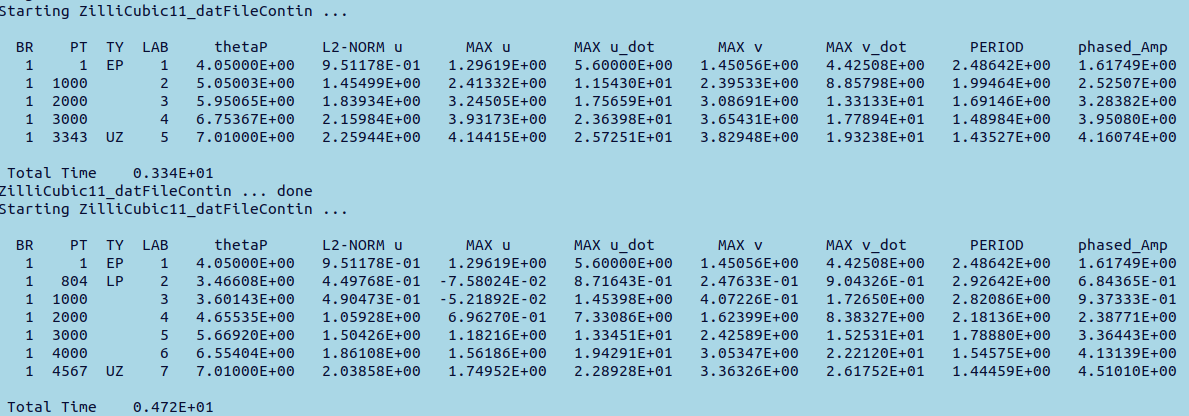 Starting ZilliCubic11_datFileContin ...
BR PT TY LAB thetaP L2-NORM u MAX u MAX u_dot MAX v MAX v_dot PERIOD phased_Amp
1 1 EP 1 4.05000E+00 9.51178E-01 1.29619E+00 5.60000E+00 1.45056E+00 4.42508E+00 2.48642E+00 1.61749E+00
1 1000 2 5.05003E+00 1.45499E+00 2.41332E+00 1.15430E+01 2.39533E+00 8.85798E+00 1.99464E+00 2.52507E+00
1 2000 3 5.95065E+00 1.83934E+00 3.24505E+00 1.75659E+01 3.08691E+00 1.33133E+01 1.69146E+00 3.28382E+00
1 3000 4 6.75367E+00 2.15984E+00 3.93173E+00 2.36398E+01 3.65431E+00 1.77894E+01 1.48984E+00 3.95080E+00
1 3343 UZ 5 7.01000E+00 2.25944E+00 4.14415E+00 2.57251E+01 3.82948E+00 1.93238E+01 1.43527E+00 4.16074E+00
Total Time 0.334E+01
ZilliCubic11_datFileContin ... done
Starting ZilliCubic11_datFileContin ...
BR PT TY LAB thetaP L2-NORM u MAX u MAX u_dot MAX v MAX v_dot PERIOD phased_Amp
1 1 EP 1 4.05000E+00 9.51178E-01 1.29619E+00 5.60000E+00 1.45056E+00 4.42508E+00 2.48642E+00 1.61749E+00
1 804 LP 2 3.46608E+00 4.49768E-01 -7.58024E-02 8.71643E-01 2.47633E-01 9.04326E-01 2.92642E+00 6.84365E-01
1 1000 3 3.60143E+00 4.90473E-01 -5.21892E-02 1.45398E+00 4.07226E-01 1.72650E+00 2.82086E+00 9.37333E-01
1 2000 4 4.65535E+00 1.05928E+00 6.96270E-01 7.33086E+00 1.62399E+00 8.38327E+00 2.18136E+00 2.38771E+00
1 3000 5 5.66920E+00 1.50426E+00 1.18216E+00 1.33451E+01 2.42589E+00 1.52531E+01 1.78880E+00 3.36443E+00
1 4000 6 6.55404E+00 1.86108E+00 1.56186E+00 1.94291E+01 3.05347E+00 2.22120E+01 1.54575E+00 4.13139E+00
1 4567 UZ 7 7.01000E+00 2.03858E+00 1.74952E+00 2.28928E+01 3.36326E+00 2.61752E+01 1.44459E+00 4.51010E+00
Total Time 0.472E+01